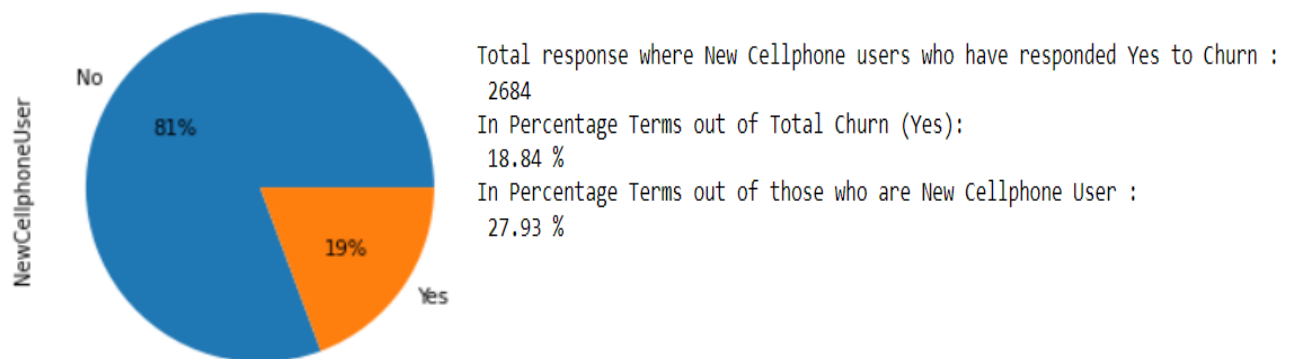 NewCellphoneUser
No
81%
19%
Yes
Total response where New Cellphone users who have responded Yes to Churn :
2684
In Percentage Terms out of Total Churn (Yes):
18.84 %
In Percentage Terms out of those who are New Cellphone User :
27.93 %